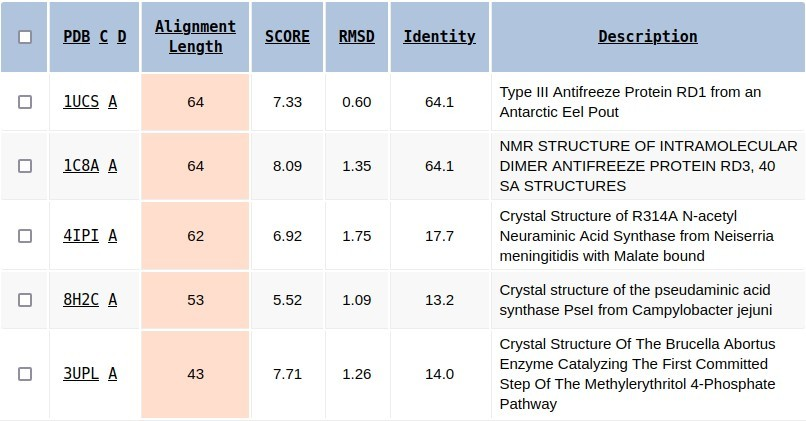 PDB C D Alignment Length SCORE RMSD Identity Description
1UCS A 64 7.33 0.60 64.1 Type III Antifreeze Protein RD1 from an
Antarctic Eel Pout
1C8A A 64 8.09 1.35 64.1 NMR STRUCTURE OF INTRAMOLECULAR
DIMER ANTIFREEZE PROTEIN RD3, 40
SA STRUCTURES
4IPI A 62 6.92 1.75 17.7 Crystal Structure of R314A N-acetyl
Neuraminic Acid Synthase from Neiserria
meningitidis with Malate bound
8H2C A 53 5.52 1.09 13.2 Crystal structure of the pseudaminic acid
synthase PseI from Campylobacter jejuni
3UPL A 43 7.71 1.26 14.0 Crystal Structure Of The Brucella Abortus
Enzyme Catalyzing The First Committed
Step Of The Methylerythritol 4-Phosphate
Pathway